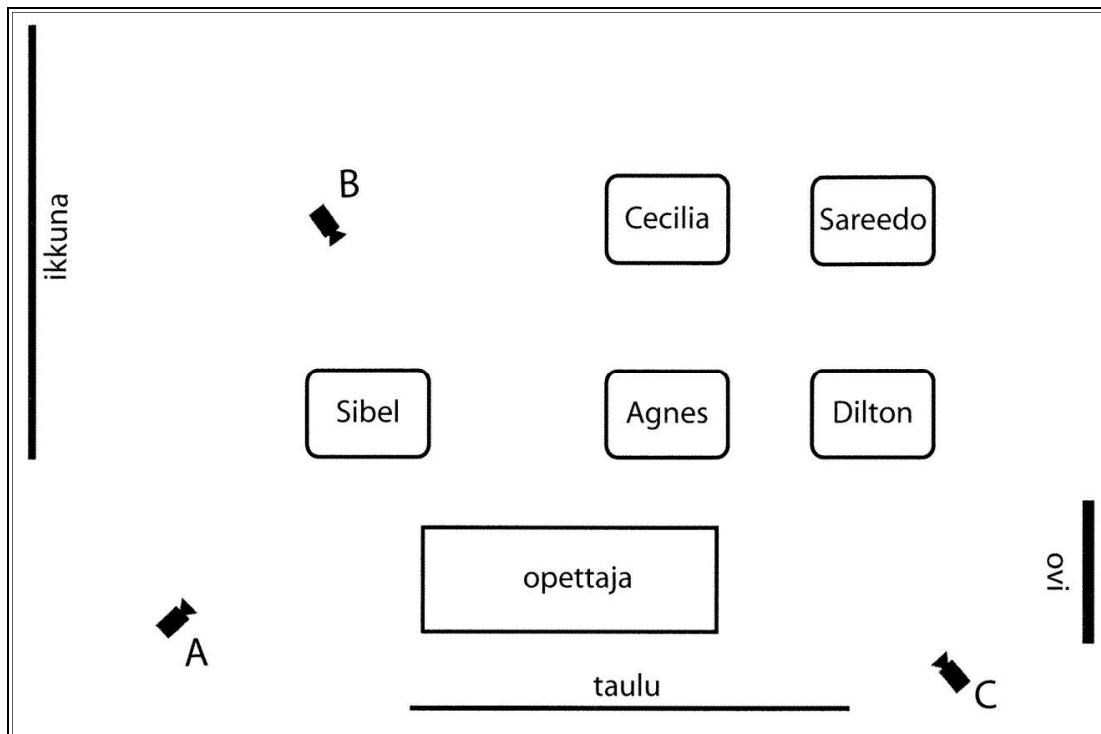 ikkuna
B
Cecilia
Sareedo
Sibel
Agnes
Dilton
opettaja
ovi
A
taulu
C